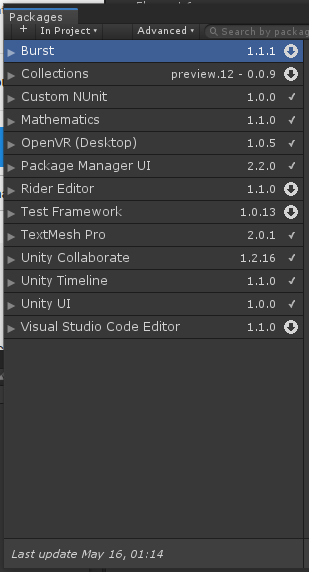 Packages
+ In Project ▾ Advanced ▾ Search by packag
Burst 1.1.1
Collections preview.12 - 0.0.9
Custom NUnit 1.0.0 ✓
Mathematics 1.1.0 ✓
OpenVR (Desktop) 1.0.5 ✓
Package Manager UI 2.2.0 ✓
Rider Editor 1.1.0
Test Framework 1.0.13
TextMesh Pro 2.0.1 ✓
Unity Collaborate 1.2.16 ✓
Unity Timeline 1.1.0 ✓
Unity UI 1.0.0 ✓
Visual Studio Code Editor 1.1.0
Last update May 16, 01:14